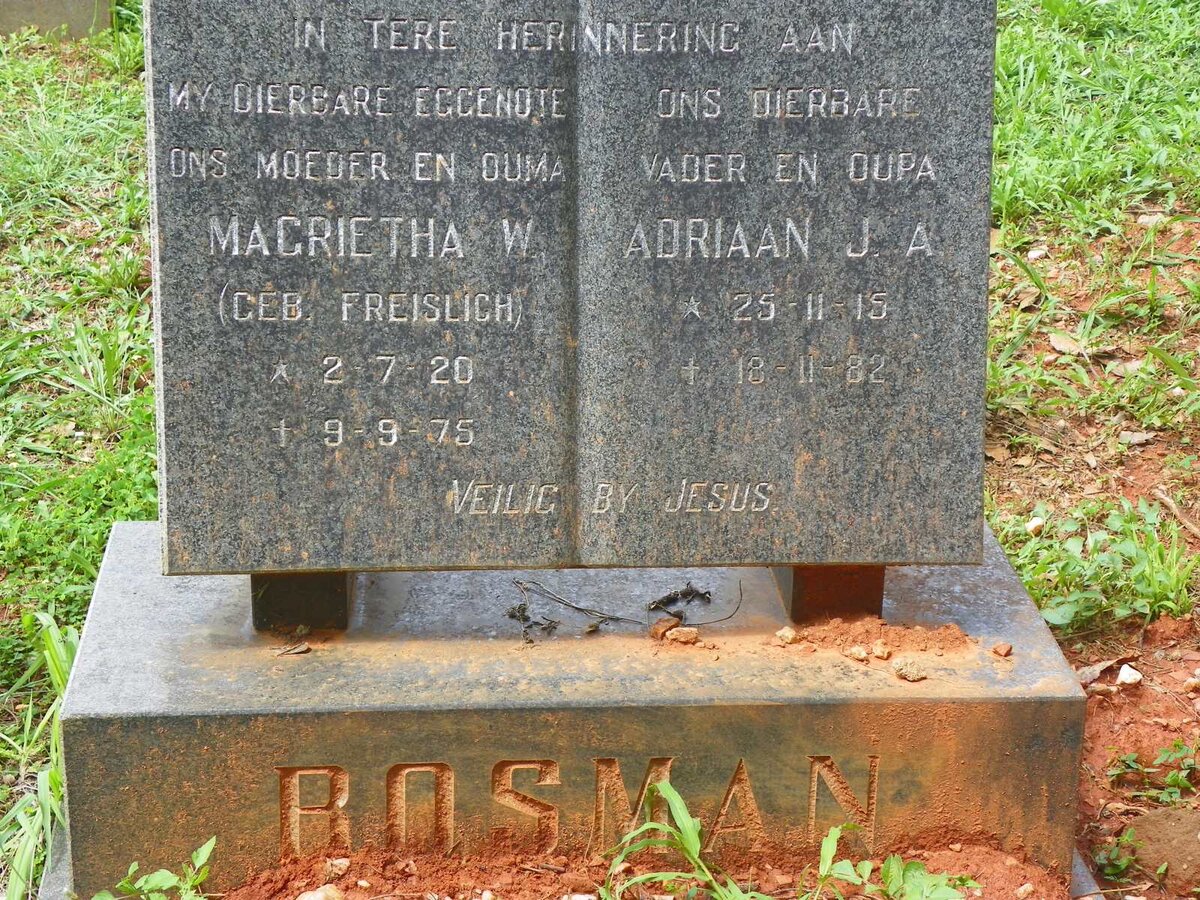 IN TERE HERINNERING AAN
MY DIERBARE EGGENOTE
ONS MOEDER EN OUMA
MAGRIETHA W.
(GEB. FREISLICH)
* 2-7-20
† 9-9-75
ONS DIERBARE
VADER EN OUPA
ADRIAAN J. A.
* 25-11-15
† 18-11-82
VEILIG BY JESUS.
BOSMAN